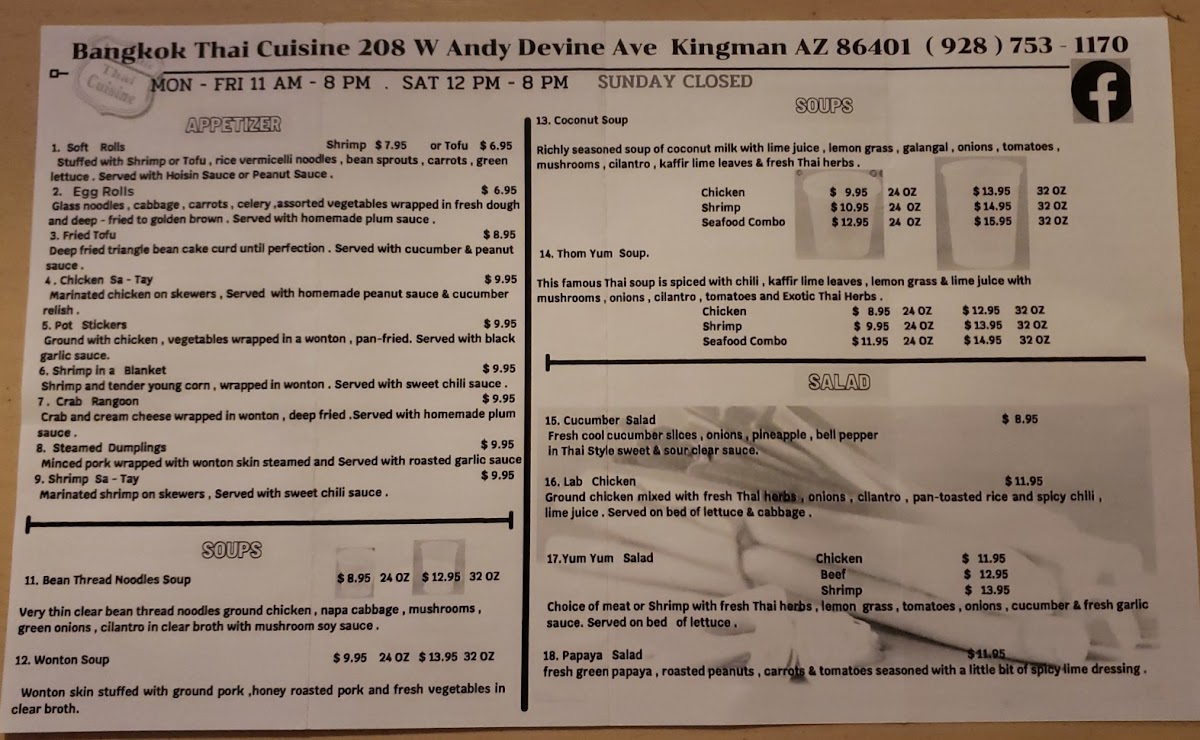 Bangkok Thai Cuisine 208 W Andy Devine Ave Kingman AZ 86401 ( 928 ) 753 - 1170
Thai
Cuisine
MON - FRI 11 AM - 8 PM . SAT 12 PM - 8 PM SUNDAY CLOSED
APPETIZER
1. Soft Rolls Shrimp $ 7.95 or Tofu $ 6.95
Stuffed with Shrimp or Tofu , rice vermicelli noodles , bean sprouts , carrots , green
lettuce . Served with Hoisin Sauce or Peanut Sauce .
2. Egg Rolls $ 6.95
Glass noodles , cabbage , carrots , celery ,assorted vegetables wrapped in fresh dough
and deep - fried to golden brown . Served with homemade plum sauce .
3. Fried Tofu $ 8.95
Deep fried triangle bean cake curd until perfection . Served with cucumber & peanut
sauce .
4 . Chicken Sa - Tay $ 9.95
Marinated chicken on skewers , Served with homemade peanut sauce & cucumber
relish .
5. Pot Stickers $ 9.95
Ground with chicken , vegetables wrapped in a wonton , pan-fried. Served with black
garlic sauce.
6. Shrimp in a Blanket $ 9.95
Shrimp and tender young corn , wrapped in wonton . Served with sweet chili sauce .
7 . Crab Rangoon $ 9.95
Crab and cream cheese wrapped in wonton , deep fried .Served with homemade plum
sauce .
8. Steamed Dumplings $ 9.95
Minced pork wrapped with wonton skin steamed and Served with roasted garlic sauce
9. Shrimp Sa - Tay $ 9.95
Marinated shrimp on skewers , Served with sweet chili sauce .
SOUPS
11. Bean Thread Noodles Soup $ 8.95 24 OZ $ 12.95 32 OZ
Very thin clear bean thread noodles ground chicken , napa cabbage , mushrooms ,
green onions , cilantro in clear broth with mushroom soy sauce .
12. Wonton Soup $ 9.95 24 OZ $ 13.95 32 OZ
Wonton skin stuffed with ground pork ,honey roasted pork and fresh vegetables in
clear broth.
SOUPS
13. Coconut Soup
Richly seasoned soup of coconut milk with lime juice , lemon grass , galangal , onions , tomatoes ,
mushrooms , cilantro , kaffir lime leaves & fresh Thai herbs .
Chicken $ 9.95 24 OZ $ 13.95 32 OZ
Shrimp $ 10.95 24 OZ $ 14.95 32 OZ
Seafood Combo $ 12.95 24 OZ $ 15.95 32 OZ
14. Thom Yum Soup.
This famous Thai soup is spiced with chili , kaffir lime leaves , lemon grass & lime juice with
mushrooms , onions , cilantro , tomatoes and Exotic Thai Herbs .
Chicken $ 8.95 24 OZ $ 12.95 32 OZ
Shrimp $ 9.95 24 OZ $ 13.95 32 OZ
Seafood Combo $ 11.95 24 OZ $ 14.95 32 OZ
SALAD
15. Cucumber Salad $ 8.95
Fresh cool cucumber slices , onions , pineapple , bell pepper
in Thai Style sweet & sour clear sauce.
16. Lab Chicken $ 11.95
Ground chicken mixed with fresh Thai herbs , onions , cilantro , pan-toasted rice and spicy chili ,
lime juice . Served on bed of lettuce & cabbage .
17.Yum Yum Salad Chicken $ 11.95
Beef $ 12.95
Shrimp $ 13.95
Choice of meat or Shrimp with fresh Thai herbs , lemon grass , tomatoes , onions , cucumber & fresh garlic
sauce. Served on bed of lettuce .
18. Papaya Salad $11.95
fresh green papaya , roasted peanuts , carrots & tomatoes seasoned with a little bit of spicy lime dressing .